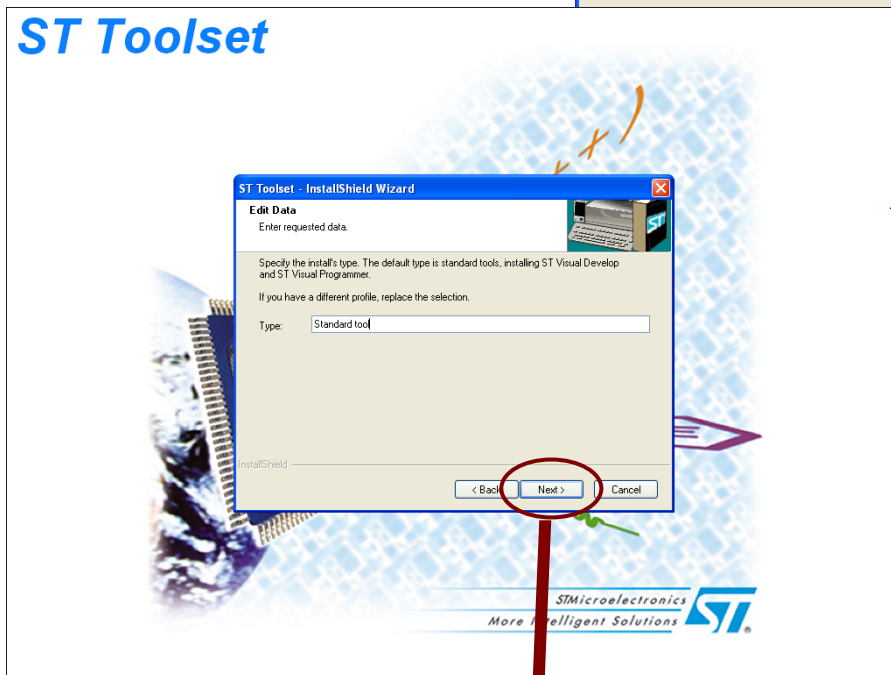 ST Toolset
x)
ST Toolset - InstallShield Wizard
Edit Data
Enter requested data.
ST
Specify the install's type. The default type is standard tools, installing ST Visual Develop
and ST Visual Programmer.
If you have a different profile, replace the selection.
Type: Standard tool
InstallShield
< Back Next > Cancel
STMicroelectronics
More Intelligent Solutions
ST